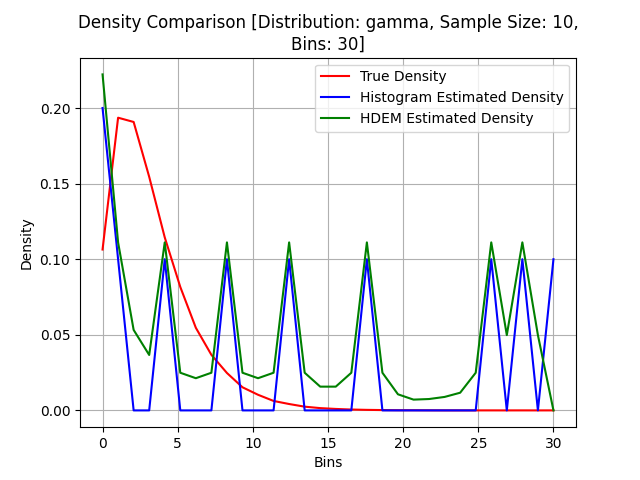 Density Comparison [Distribution: gamma, Sample Size: 10,
Bins: 30]
True Density
Histogram Estimated Density
HDEM Estimated Density
Density
0.20
0.15
0.10
0.05
0.00
0 5 10 15 20 25 30
Bins